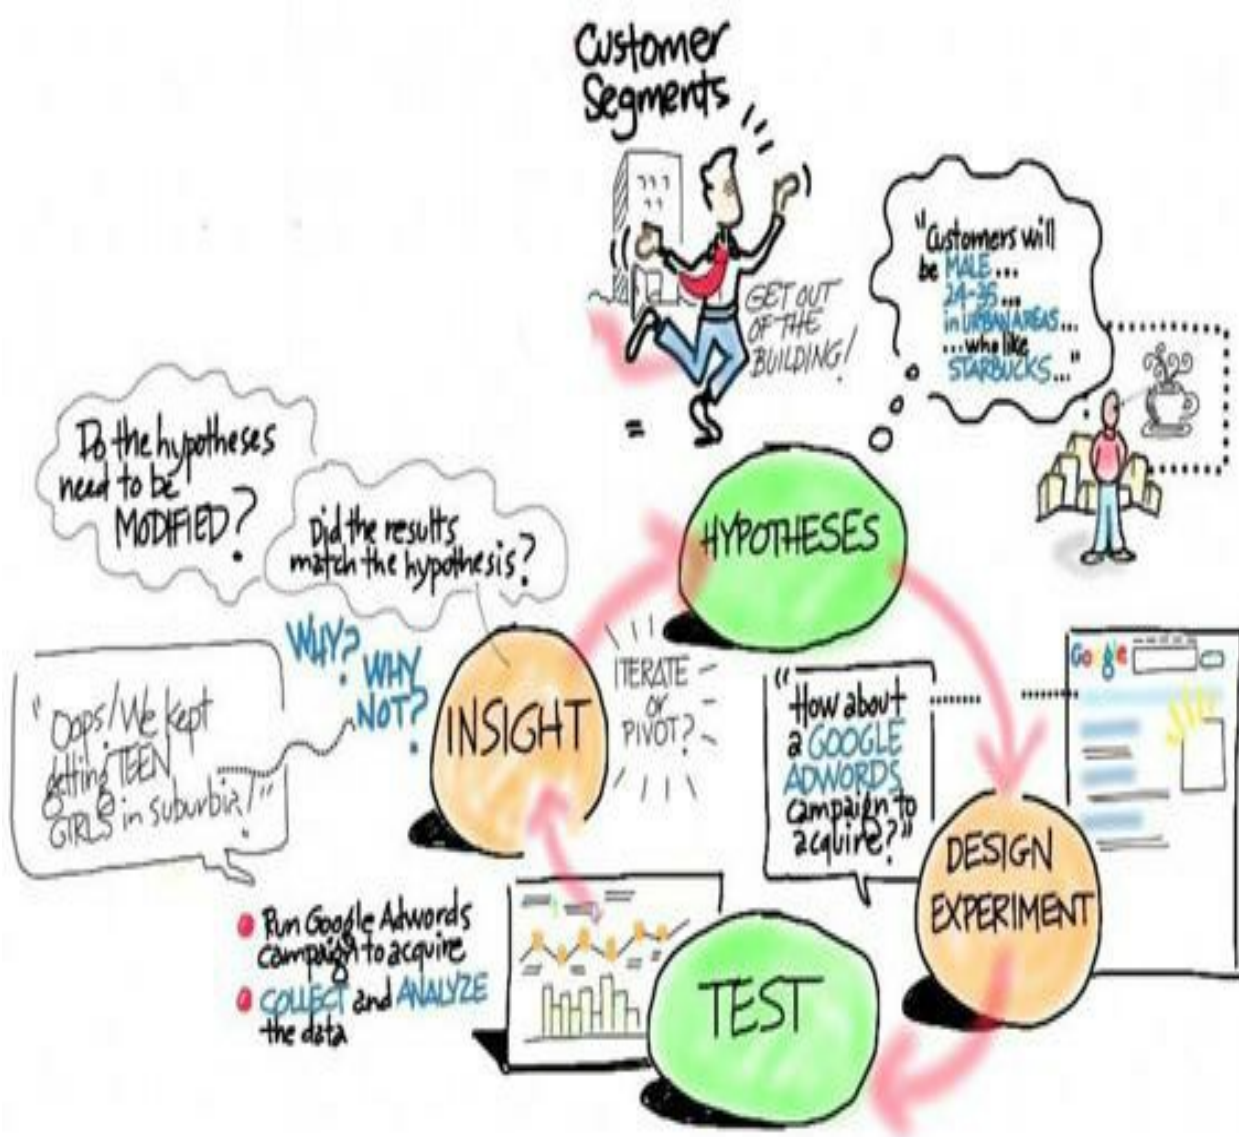 Customer
Segments
GET OUT
OF THE
BUILDING!
=
"Customers will
be MALE ...
24-35 ...
in URBAN AREAS ...
... who like
STARBUCKS ..."
HYPOTHESES
Do the hypotheses
need to be
MODIFIED?
Did the results
match the hypothesis?
WHY?
WHY
NOT?
"Oops! We kept
getting TEEN
GIRLS in suburbia!"
INSIGHT
ITERATE
or
PIVOT?
"How about
a GOOGLE
ADWORDS
campaign to
acquire?"
Google
DESIGN
EXPERIMENT
Run Google Adwords
campaign to acquire
COLLECT and ANALYZE
the data
TEST